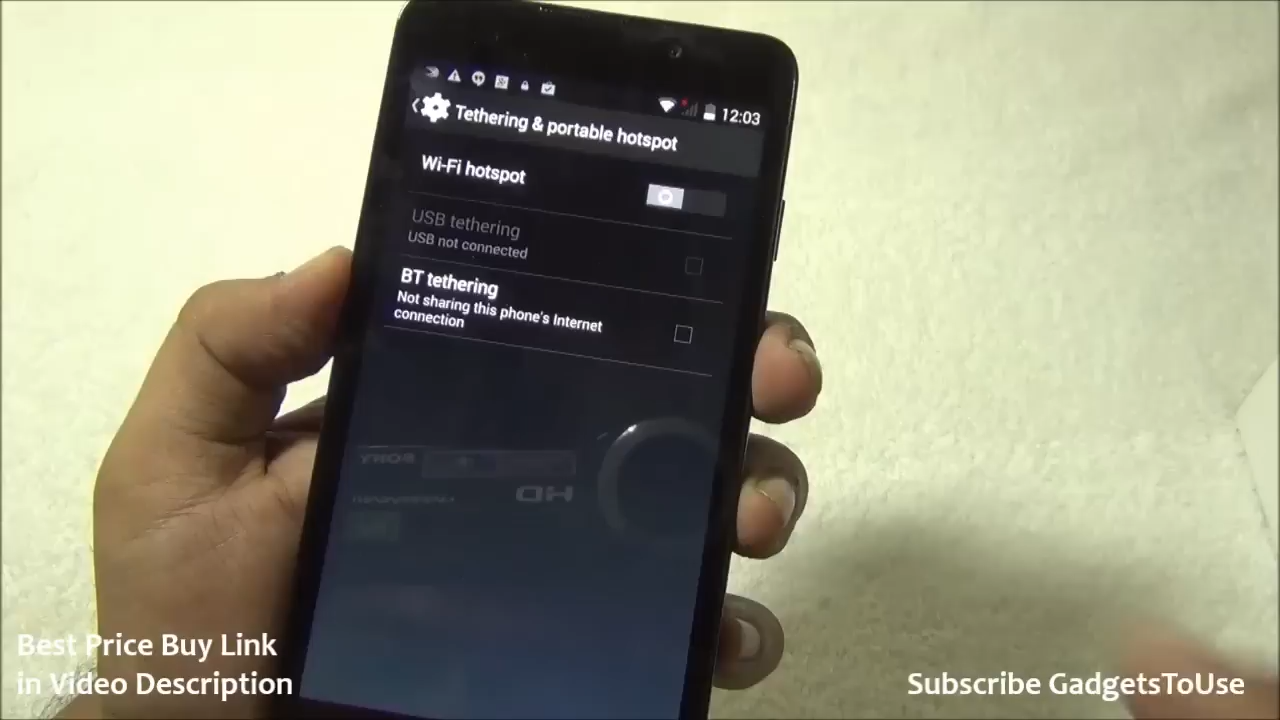 12:03
Tethering & portable hotspot
Wi-Fi hotspot
USB tethering
USB not connected
BT tethering
Not sharing this phone's Internet
connection
SONY
HD
Best Price Buy Link
in Video Description
Subscribe GadgetsToUse